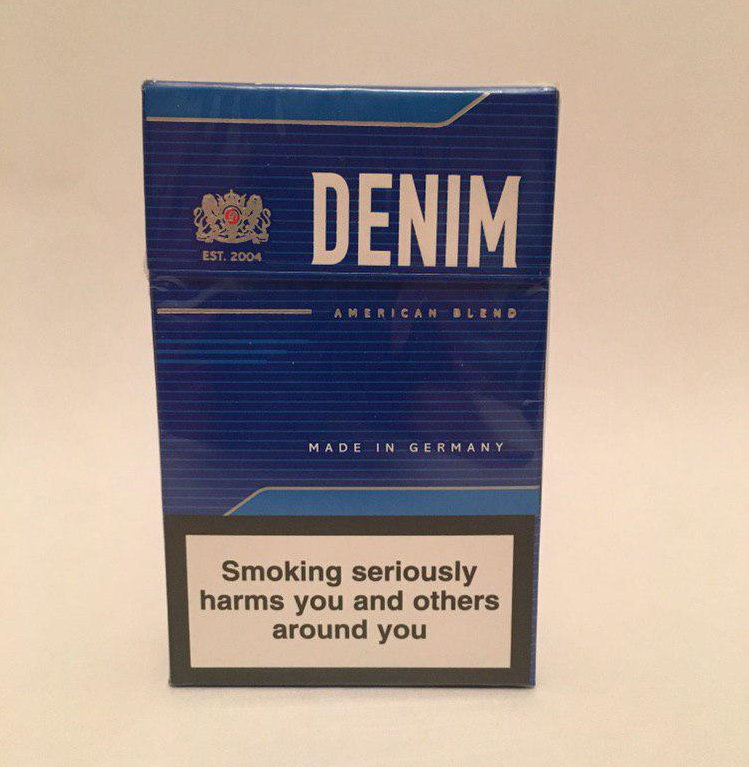 DENIM
EST. 2004
AMERICAN BLEND
MADE IN GERMANY
Smoking seriously
harms you and others
around you